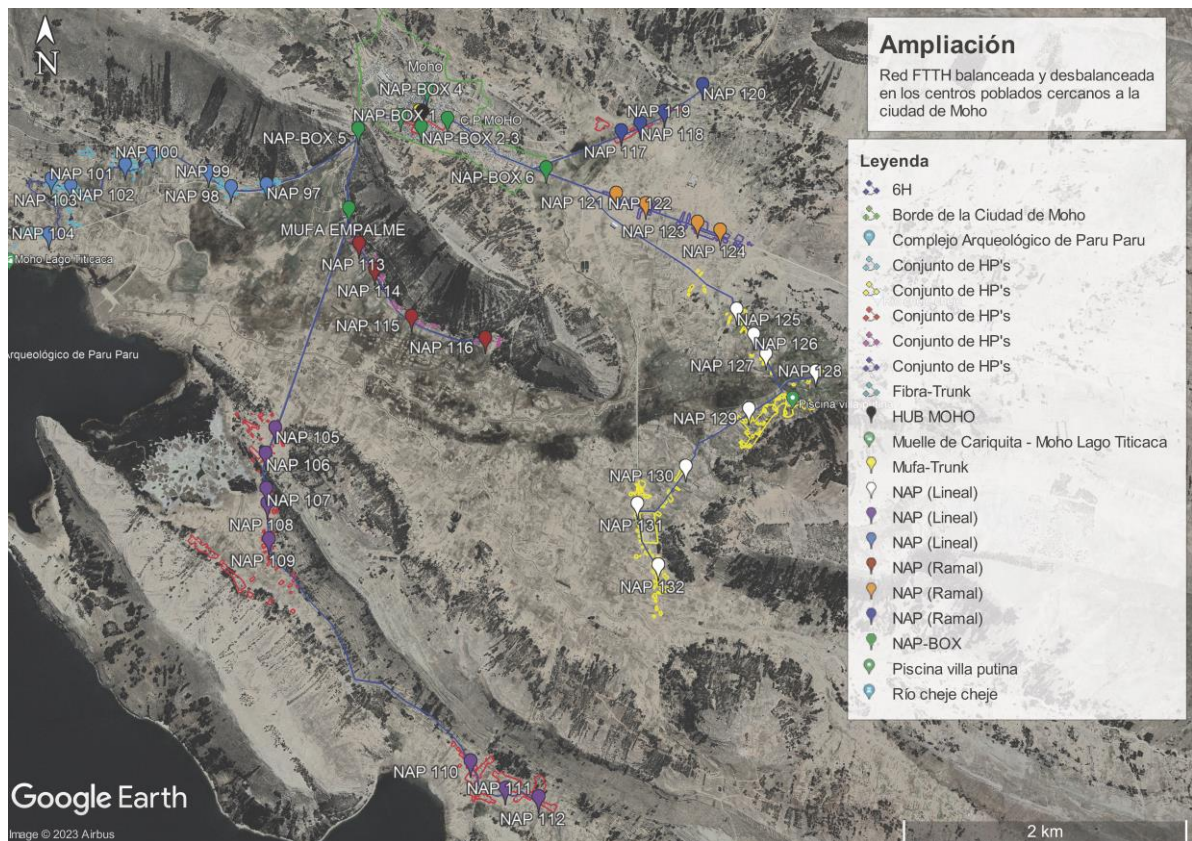 N
Ampliación
Red FTTH balanceada y desbalanceada
en los centros poblados cercanos a la
ciudad de Moho
Leyenda
6H
Borde de la Ciudad de Moho
Complejo Arqueológico de Paru Paru
Conjunto de HP's
Conjunto de HP's
Conjunto de HP's
Conjunto de HP's
Conjunto de HP's
Fibra-Trunk
HUB MOHO
Muelle de Cariquita - Moho Lago Titicaca
Mufa-Trunk
NAP (Lineal)
NAP (Lineal)
NAP (Lineal)
NAP (Ramal)
NAP (Ramal)
NAP (Ramal)
NAP-BOX
Piscina villa putina
Río cheje cheje
Moho
NAP-BOX 4
NAP-BOX 1
NAP-BOX 2-3
NAP-BOX 5
NAP-BOX 6
MOHO
NAP 120
NAP 119
NAP 118
NAP 117
NAP 100
NAP 101
NAP 102
NAP 99
NAP 98
NAP 97
NAP 103
NAP 104
Moho Lago Titicaca
MUFA EMPALME
NAP 121
NAP 122
NAP 123
NAP 124
NAP 113
NAP 114
NAP 115
NAP 116
NAP 125
NAP 126
NAP 127
NAP 128
Piscina
NAP 129
NAP 130
NAP 131
NAP 132
Arqueológico de Paru Paru
NAP 105
NAP 106
NAP 107
NAP 108
NAP 109
NAP 110
NAP 111
NAP 112
Google Earth
Image © 2023 Airbus
2 km